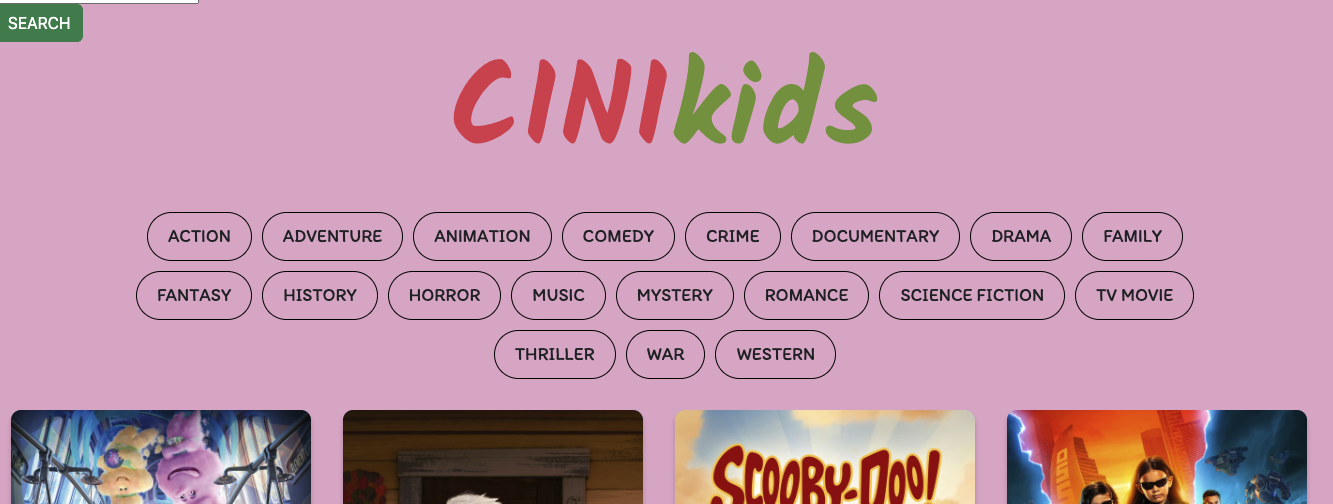 SEARCH
CINIkids
ACTION ADVENTURE ANIMATION COMEDY CRIME DOCUMENTARY DRAMA FAMILY
FANTASY HISTORY HORROR MUSIC MYSTERY ROMANCE SCIENCE FICTION TV MOVIE
THRILLER WAR WESTERN
SCOOBY-DOO!